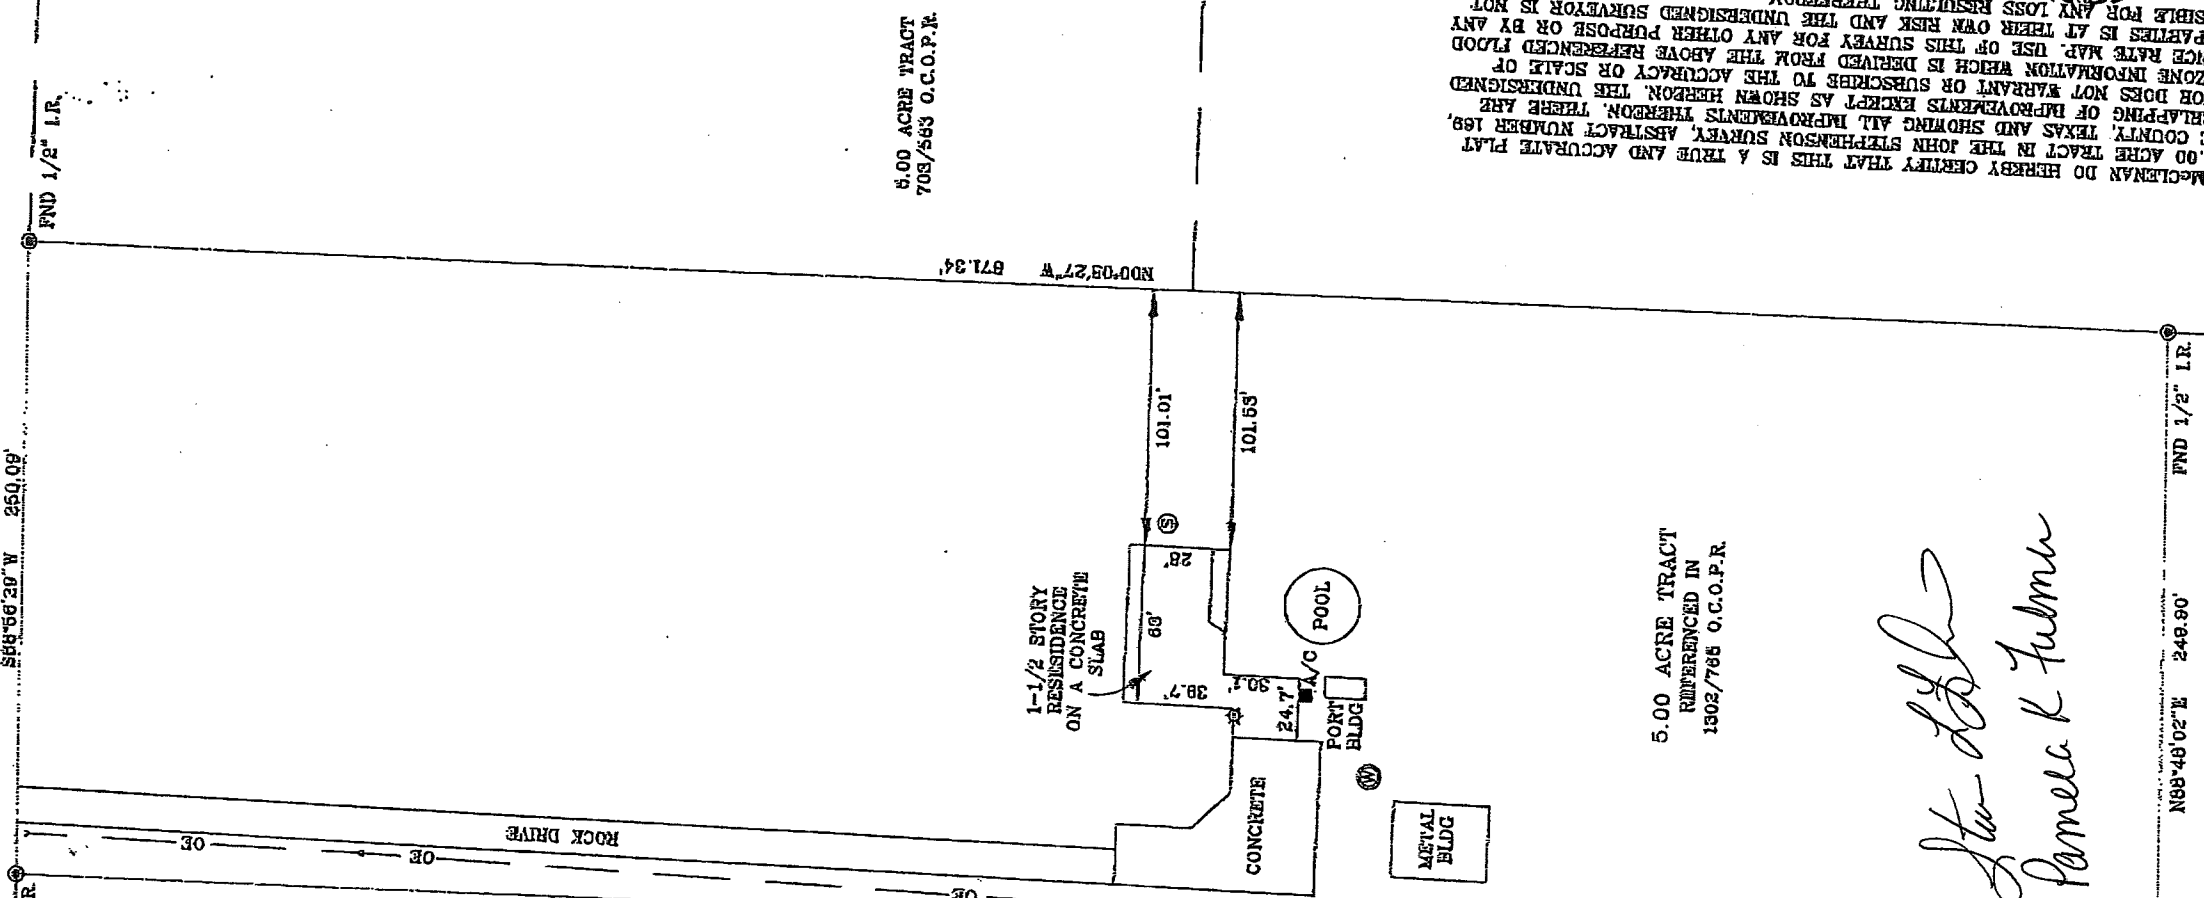 5.00 ACRE TRACT
703/563 O.C.O.P.R.
McCLENAN DO HEREBY CERTIFY THAT THIS IS A TRUE AND ACCURATE PLAT
.00 ACRE TRACT IN THE JOHN STEPHENSON SURVEY, ABSTRACT NUMBER 169,
COUNTY, TEXAS AND SHOWING ALL IMPROVEMENTS THEREON. THERE ARE
ERLAPPING OF IMPROVEMENTS EXCEPT AS SHOWN HEREON. THE UNDERSIGNED
OR DOES NOT WARRANT OR SUBSCRIBE TO THE ACCURACY OR SCALE OF
ZONE INFORMATION WHICH IS DERIVED FROM THE ABOVE REFERENCED FLOOD
NCE RATE MAP. USE OF THIS SURVEY FOR ANY OTHER PURPOSE OR BY ANY
PARTIES IS AT THEIR OWN RISK AND THE UNDERSIGNED SURVEYOR IS NOT
SIBLE FOR ANY LOSS RESULTING
FND 1/2" I.R.
N00°03'27"W 871.34'
101.01'
101.53'
S88°56'29"W 250.09'
S
28'
63'
38.7'
30.1'
24.7'
1-1/2 STORY
RESIDENCE
ON A CONCRETE
SLAB
A/C
POOL
PORT
BLDG
W
CONCRETE
METAL
BLDG
ROCK DRIVE
OE
OE
OE
R.
5.00 ACRE TRACT
REFERENCED IN
1302/766 O.C.O.P.R.
Pamela K Fulmer
FND 1/2" I.R.
N88°48'02"E 249.90'